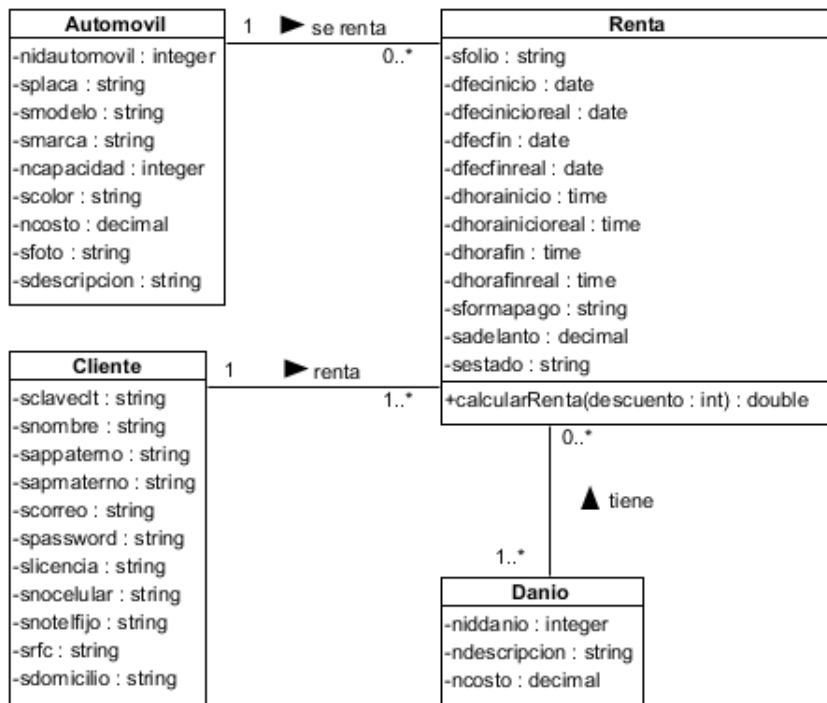 Automovil
-nidautomovil : integer
-splaca : string
-smodelo : string
-smarca : string
-ncapacidad : integer
-scolor : string
-ncosto : decimal
-sfoto : string
-sdescripcion : string
1 se renta
0..*
Renta
-sfolio : string
-dfecinicio : date
-dfecinicioreal : date
-dfecfin : date
-dfecfinreal : date
-dhorainicio : time
-dhorainicioreal : time
-dhorafin : time
-dhorafinreal : time
-sformapago : string
-sadelanto : decimal
-sestado : string
+calcularRenta(descuento : int) : double
Cliente
-sclaveclt : string
-snombre : string
-sappaterno : string
-sapmaterno : string
-scorreo : string
-spassword : string
-slicencia : string
-snocelular : string
-snotelfijo : string
-srfc : string
-sdomicilio : string
1 renta
1..*
0..*
tiene
1..*
Danio
-niddanio : integer
-ndescripcion : string
-ncosto : decimal